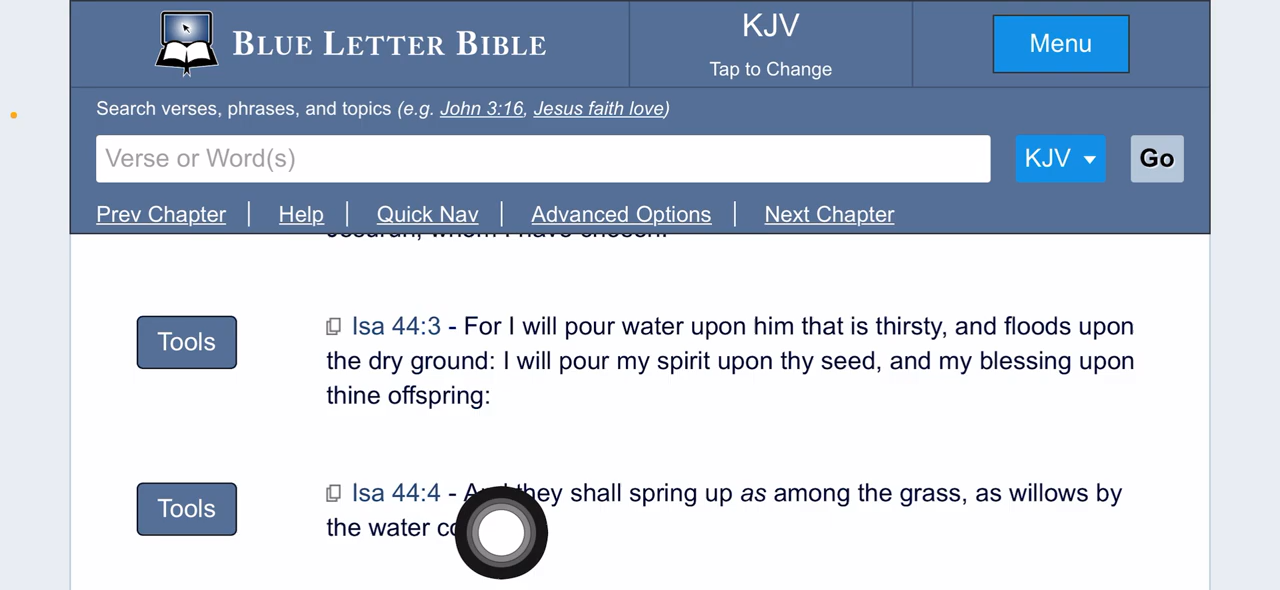 BLUE LETTER BIBLE
KJV
Tap to Change
Menu
Search verses, phrases, and topics (e.g. John 3:16, Jesus faith love)
Verse or Word(s)
KJV
Go
Prev Chapter | Help | Quick Nav | Advanced Options | Next Chapter
Tools
Isa 44:3 - For I will pour water upon him that is thirsty, and floods upon
the dry ground: I will pour my spirit upon thy seed, and my blessing upon
thine offspring:
Tools
Isa 44:4 - And they shall spring up as among the grass, as willows by
the water